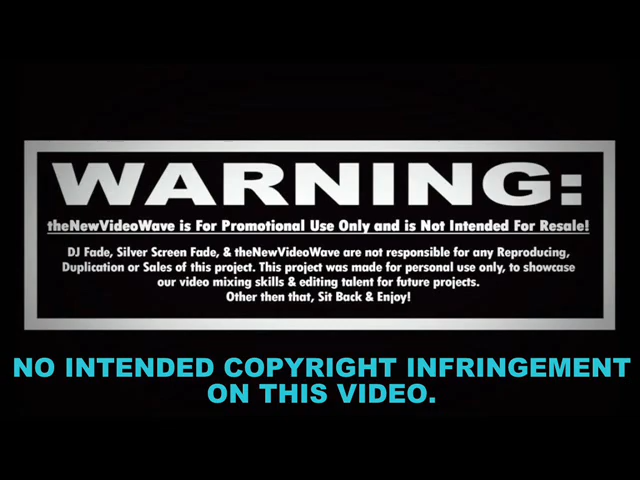 WARNING:
theNewVideoWave is For Promotional Use Only and is Not Intended For Resale!
DJ Fade, Silver Screen Fade, & theNewVideoWave are not responsible for any Reproducing,
Duplication or Sales of this project. This project was made for personal use only, to showcase
our video mixing skills & editing talent for future projects.
Other then that, Sit Back & Enjoy!
NO INTENDED COPYRIGHT INFRINGEMENT
ON THIS VIDEO.